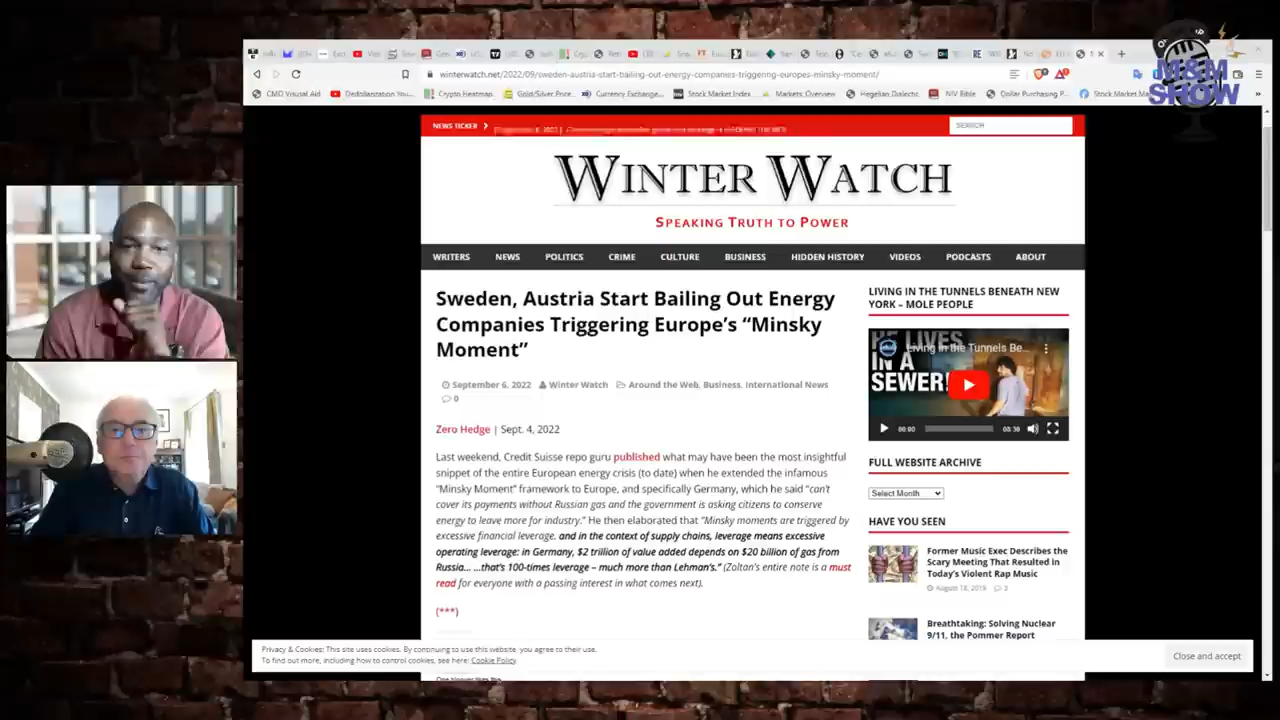 M&M
SHOW
winterwatch.net/2022/09/sweden-austria-start-bailing-out-energy-companies-triggering-europes-minsky-moment/
CMD Visual Aid
Dedollarization You...
Crypto Heatmap
Gold/Silver Price...
Currency Exchange...
Stock Market Index
Markets Overview
Hegelian Dialectic
NIV Bible
Dollar Purchasing P...
Stock Market Ma
NEWS TICKER
SEARCH
WINTER WATCH
SPEAKING TRUTH TO POWER
WRITERS NEWS POLITICS CRIME CULTURE BUSINESS HIDDEN HISTORY VIDEOS PODCASTS ABOUT
Sweden, Austria Start Bailing Out Energy
Companies Triggering Europe's “Minsky
Moment”
September 6, 2022 Winter Watch Around the Web, Business, International News
0
Zero Hedge | Sept. 4, 2022
Last weekend, Credit Suisse repo guru published what may have been the most insightful
snippet of the entire European energy crisis (to date) when he extended the infamous
“Minsky Moment” framework to Europe, and specifically Germany, which he said “can't
cover its payments without Russian gas and the government is asking citizens to conserve
energy to leave more for industry.” He then elaborated that “Minsky moments are triggered by
excessive financial leverage, and in the context of supply chains, leverage means excessive
operating leverage: in Germany, $2 trillion of value added depends on $20 billion of gas from
Russia... ...that's 100-times leverage – much more than Lehman's.” (Zoltan's entire note is a must
read for everyone with a passing interest in what comes next).
(***)
LIVING IN THE TUNNELS BENEATH NEW
YORK – MOLE PEOPLE
Living in the Tunnels Be...
HE LIVES
IN A
SEWER!
00:00
08:38
FULL WEBSITE ARCHIVE
Select Month
HAVE YOU SEEN
Former Music Exec Describes the
Scary Meeting That Resulted in
Today's Violent Rap Music
August 18, 2019 3
Breathtaking: Solving Nuclear
9/11, the Pommer Report
Privacy & Cookies: This site uses cookies. By continuing to use this website, you agree to their use.
To find out more, including how to control cookies, see here: Cookie Policy
Close and accept